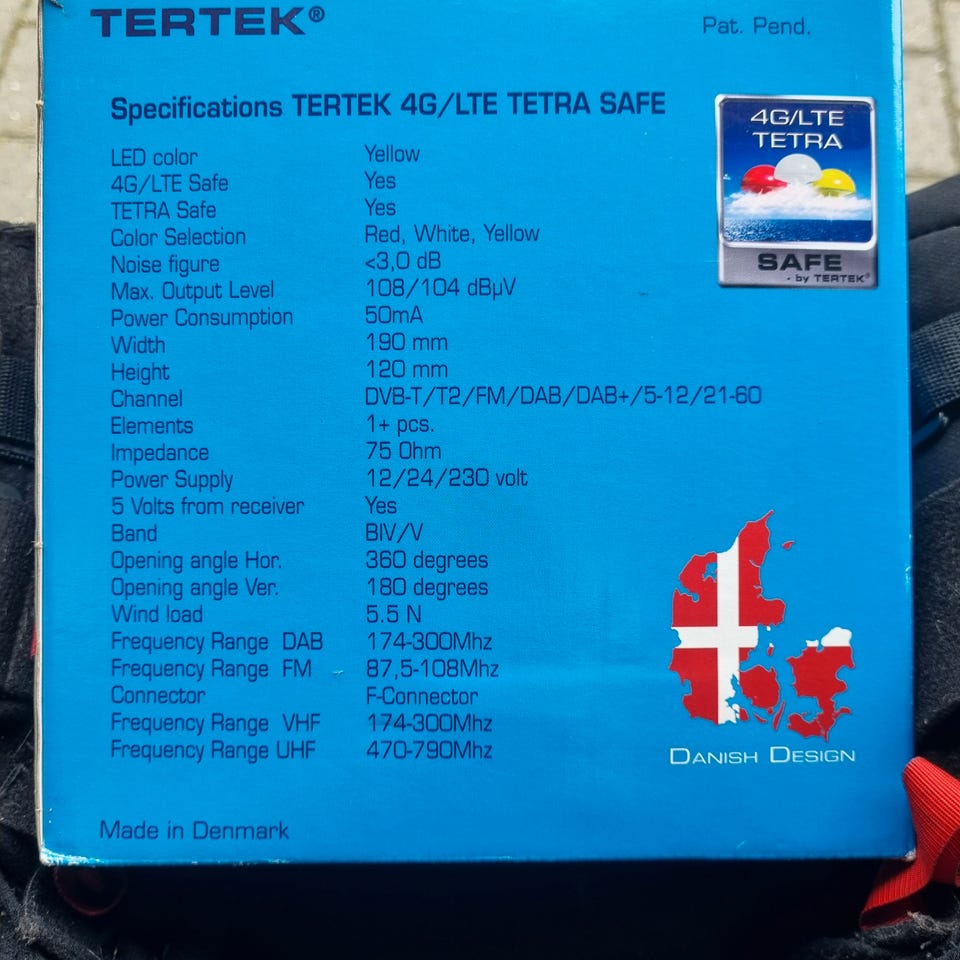 TERTEK®
Pat. Pend.
Specifications TERTEK 4G/LTE TETRA SAFE
LED color Yellow
4G/LTE Safe Yes
TETRA Safe Yes
Color Selection Red, White, Yellow
Noise figure <3,0 dB
Max. Output Level 108/104 dBµV
Power Consumption 50mA
Width 190 mm
Height 120 mm
Channel DVB-T/T2/FM/DAB/DAB+/5-12/21-60
Elements 1+ pcs.
Impedance 75 Ohm
Power Supply 12/24/230 volt
5 Volts from receiver Yes
Band BIV/V
Opening angle Hor. 360 degrees
Opening angle Ver. 180 degrees
Wind load 5.5 N
Frequency Range DAB 174-300Mhz
Frequency Range FM 87,5-108Mhz
Connector F-Connector
Frequency Range VHF 174-300Mhz
Frequency Range UHF 470-790Mhz
4G/LTE
TETRA
SAFE
- by TERTEK®
DANISH DESIGN
Made in Denmark